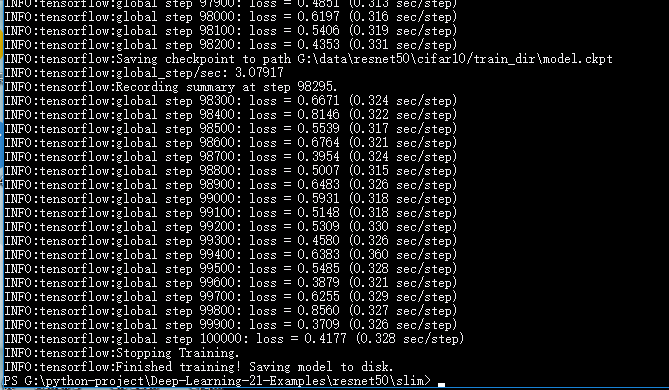 INFO:tensorflow:global step 97900: loss = 0.4851 (0.313 sec/step)
INFO:tensorflow:global step 98000: loss = 0.6197 (0.316 sec/step)
INFO:tensorflow:global step 98100: loss = 0.5406 (0.319 sec/step)
INFO:tensorflow:global step 98200: loss = 0.4353 (0.331 sec/step)
INFO:tensorflow:Saving checkpoint to path G:\data\resnet50\cifar10/train_dir\model.ckpt
INFO:tensorflow:global_step/sec: 3.07917
INFO:tensorflow:Recording summary at step 98295.
INFO:tensorflow:global step 98300: loss = 0.6671 (0.324 sec/step)
INFO:tensorflow:global step 98400: loss = 0.8146 (0.322 sec/step)
INFO:tensorflow:global step 98500: loss = 0.5539 (0.317 sec/step)
INFO:tensorflow:global step 98600: loss = 0.6764 (0.321 sec/step)
INFO:tensorflow:global step 98700: loss = 0.3954 (0.324 sec/step)
INFO:tensorflow:global step 98800: loss = 0.5007 (0.315 sec/step)
INFO:tensorflow:global step 98900: loss = 0.6483 (0.326 sec/step)
INFO:tensorflow:global step 99000: loss = 0.5931 (0.318 sec/step)
INFO:tensorflow:global step 99100: loss = 0.5148 (0.318 sec/step)
INFO:tensorflow:global step 99200: loss = 0.5309 (0.330 sec/step)
INFO:tensorflow:global step 99300: loss = 0.4580 (0.326 sec/step)
INFO:tensorflow:global step 99400: loss = 0.6383 (0.360 sec/step)
INFO:tensorflow:global step 99500: loss = 0.5485 (0.328 sec/step)
INFO:tensorflow:global step 99600: loss = 0.3879 (0.321 sec/step)
INFO:tensorflow:global step 99700: loss = 0.6255 (0.329 sec/step)
INFO:tensorflow:global step 99800: loss = 0.8560 (0.327 sec/step)
INFO:tensorflow:global step 99900: loss = 0.3709 (0.326 sec/step)
INFO:tensorflow:global step 100000: loss = 0.4177 (0.328 sec/step)
INFO:tensorflow:Stopping Training.
INFO:tensorflow:Finished training! Saving model to disk.
PS G:\python-project\Deep-Learning-21-Examples\resnet50\slim>